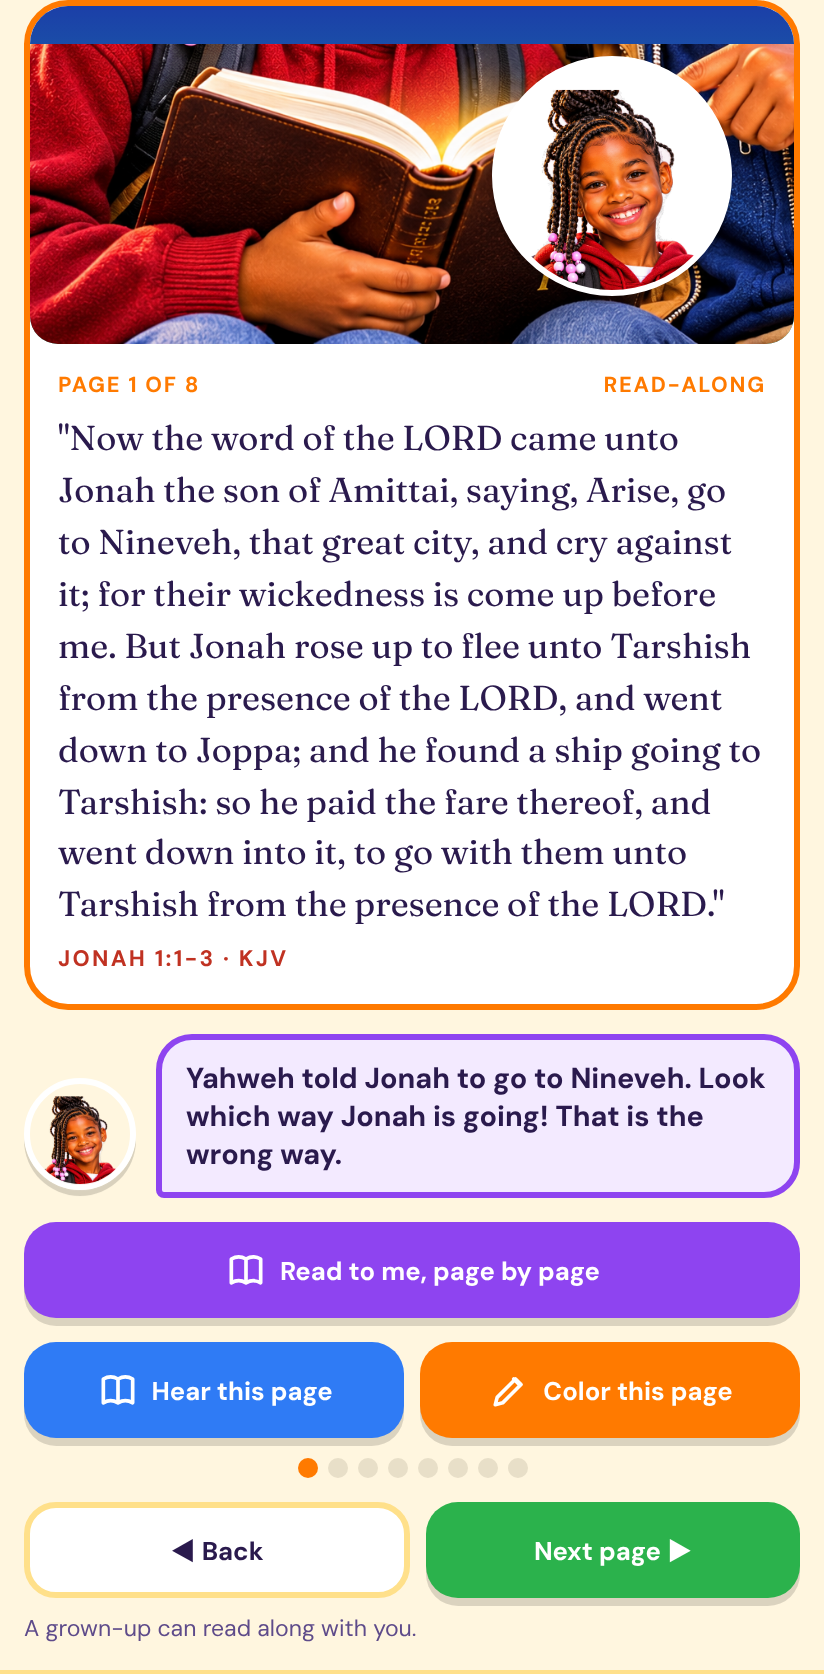 PAGE 1 OF 8
READ-ALONG
"Now the word of the LORD came unto
Jonah the son of Amittai, saying, Arise, go
to Nineveh, that great city, and cry against
it; for their wickedness is come up before
me. But Jonah rose up to flee unto Tarshish
from the presence of the LORD, and went
down to Joppa; and he found a ship going to
Tarshish: so he paid the fare thereof, and
went down into it, to go with them unto
Tarshish from the presence of the LORD."
JONAH 1:1-3 · KJV
Yahweh told Jonah to go to Nineveh. Look
which way Jonah is going! That is the
wrong way.
Read to me, page by page
Hear this page
Color this page
◀ Back
Next page ▶
A grown-up can read along with you.